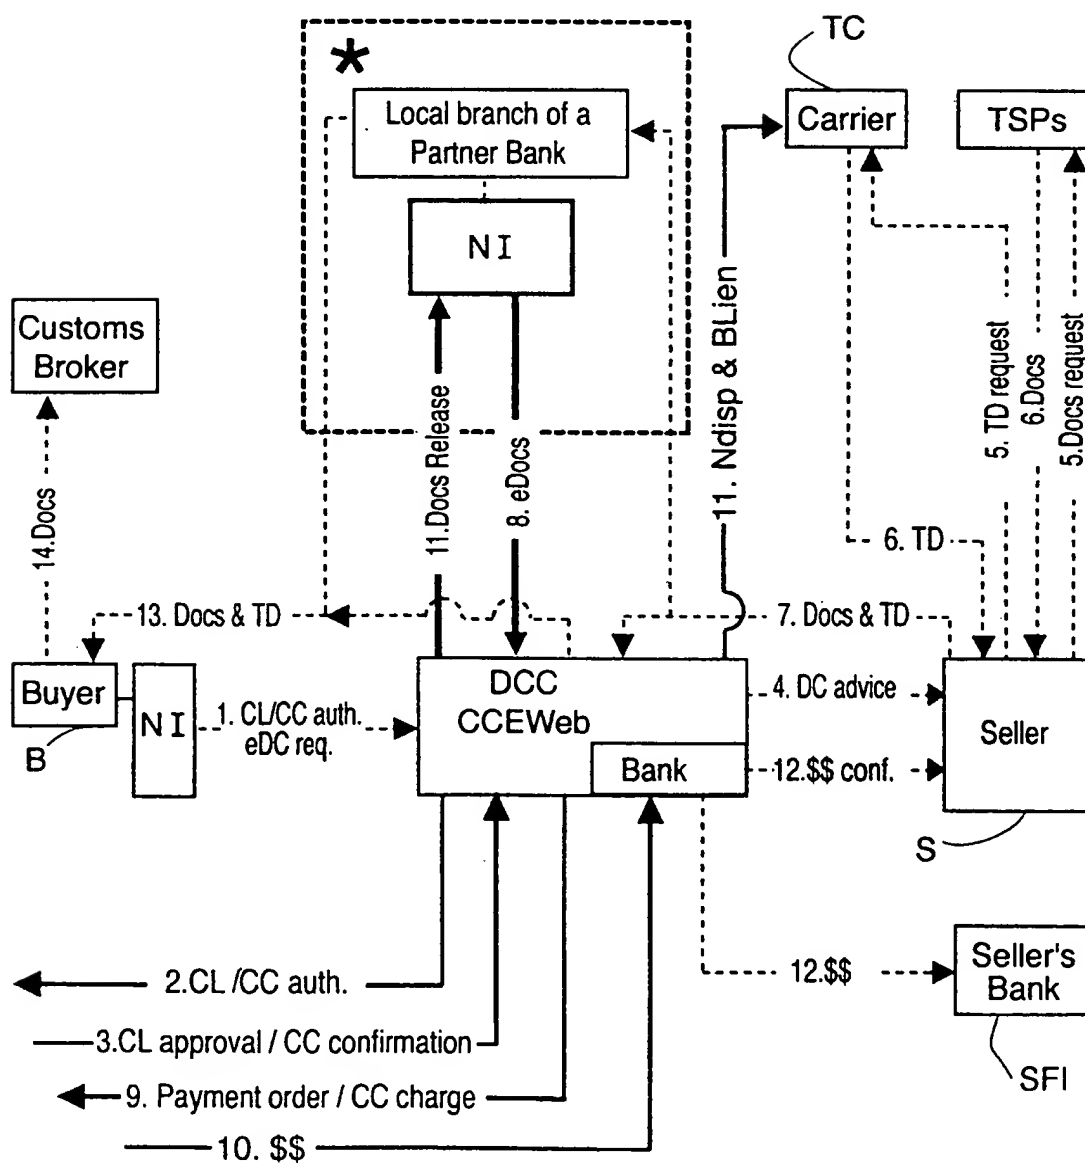 TC
*
Local branch of a
Partner Bank
Carrier
TSPs
NI
Customs
Broker
11. Ndisp & BLien
5. TD request
6.Docs
5.Docs request
11.Docs Release
8. eDocs
14.Docs
6. TD
13. Docs & TD
7. Docs & TD
Buyer
NI
B
1. CL/CC auth.
eDC req.
DCC
CCEWeb
Bank
4. DC advice
12.$$ conf.
Seller
S
2.CL /CC auth.
12.$$
Seller's
Bank
3.CL approval / CC confirmation
SFI
9. Payment order / CC charge
10. $$